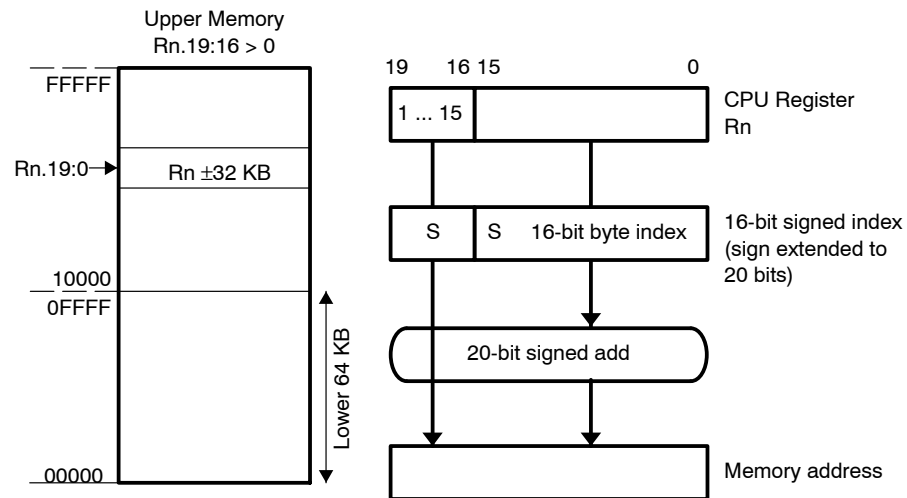 Upper Memory
Rn.19:16 > 0
FFFFF
Rn.19:0
Rn ±32 KB
10000
0FFFF
Lower 64 KB
00000
19 16 15 0
1 ... 15
CPU Register
Rn
S S 16-bit byte index
16-bit signed index
(sign extended to
20 bits)
20-bit signed add
Memory address